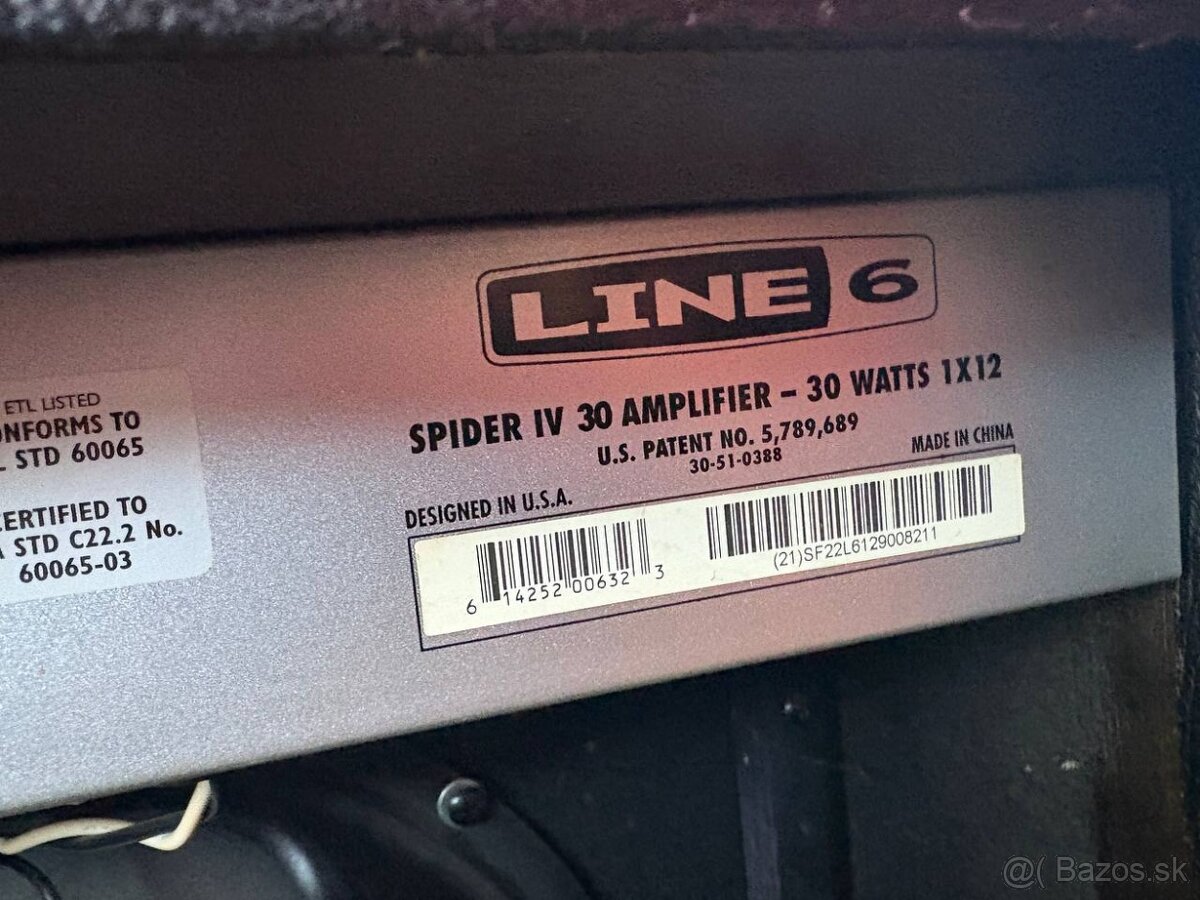 LINE 6
SPIDER IV 30 AMPLIFIER – 30 WATTS 1X12
U.S. PATENT NO. 5,789,689
30-51-0388
DESIGNED IN U.S.A.
MADE IN CHINA
6 14252 00632 3
(21)SF22L6129008211
ETL LISTED
ONFORMS TO
L STD 60065
CERTIFIED TO
A STD C22.2 No.
60065-03
@( Bazos.sk